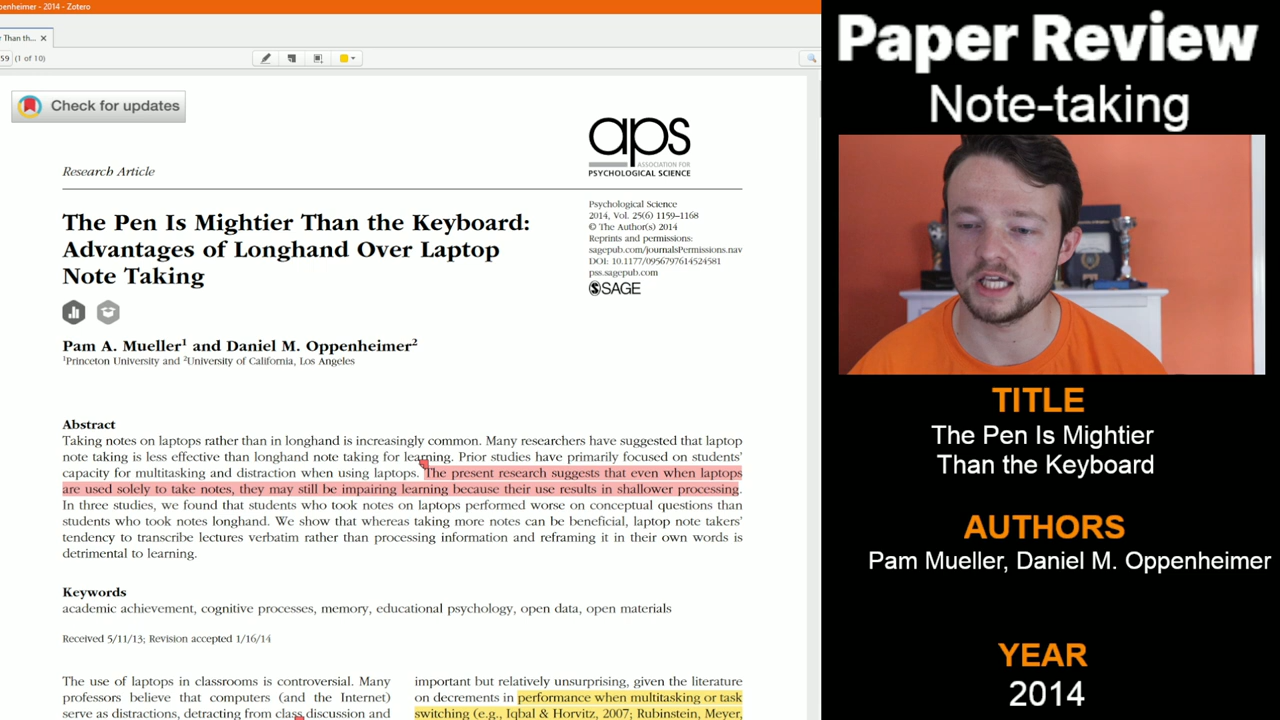 penheimer - 2014 - Zotero
r Than th...
59 (1 of 10)
Check for updates
aps
ASSOCIATION FOR
PSYCHOLOGICAL SCIENCE
Research Article
The Pen Is Mightier Than the Keyboard:
Advantages of Longhand Over Laptop
Note Taking
Psychological Science
2014, Vol. 25(6) 1159–1168
© The Author(s) 2014
Reprints and permissions:
sagepub.com/journalsPermissions.nav
DOI: 10.1177/0956797614524581
pss.sagepub.com
SAGE
Pam A. Mueller¹ and Daniel M. Oppenheimer²
¹Princeton University and ²University of California, Los Angeles
Abstract
Taking notes on laptops rather than in longhand is increasingly common. Many researchers have suggested that laptop
note taking is less effective than longhand note taking for learning. Prior studies have primarily focused on students’
capacity for multitasking and distraction when using laptops. The present research suggests that even when laptops
are used solely to take notes, they may still be impairing learning because their use results in shallower processing.
In three studies, we found that students who took notes on laptops performed worse on conceptual questions than
students who took notes longhand. We show that whereas taking more notes can be beneficial, laptop note takers’
tendency to transcribe lectures verbatim rather than processing information and reframing it in their own words is
detrimental to learning.
Keywords
academic achievement, cognitive processes, memory, educational psychology, open data, open materials
Received 5/11/13; Revision accepted 1/16/14
The use of laptops in classrooms is controversial. Many
professors believe that computers (and the Internet)
serve as distractions, detracting from class discussion and
important but relatively unsurprising, given the literature
on decrements in performance when multitasking or task
switching (e.g., Iqbal & Horvitz, 2007; Rubinstein, Meyer,
Paper Review
Note-taking
TITLE
The Pen Is Mightier
Than the Keyboard
AUTHORS
Pam Mueller, Daniel M. Oppenheimer
YEAR
2014